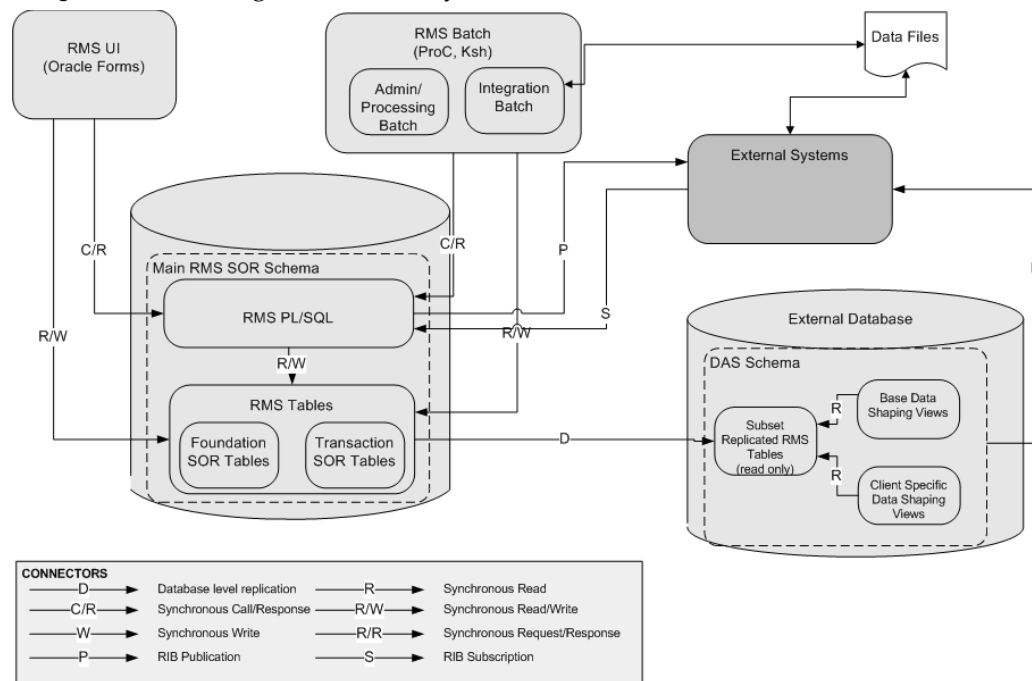 RMS UI
(Oracle Forms)
RMS Batch
(ProC, Ksh)
Admin/
Processing
Batch
Integration
Batch
Data Files
External Systems
C/R
R/W
C/R
P
S
R/W
Main RMS SOR Schema
RMS PL/SQL
R/W
RMS Tables
Foundation
SOR Tables
Transaction
SOR Tables
D
External Database
DAS Schema
Subset
Replicated RMS
Tables
(read only)
R
Base Data
Shaping Views
R
Client Specific
Data Shaping
Views
CONNECTORS
D Database level replication
R Synchronous Read
C/R Synchronous Call/Response
R/W Synchronous Read/Write
W Synchronous Write
R/R Synchronous Request/Response
P RIB Publication
S RIB Subscription